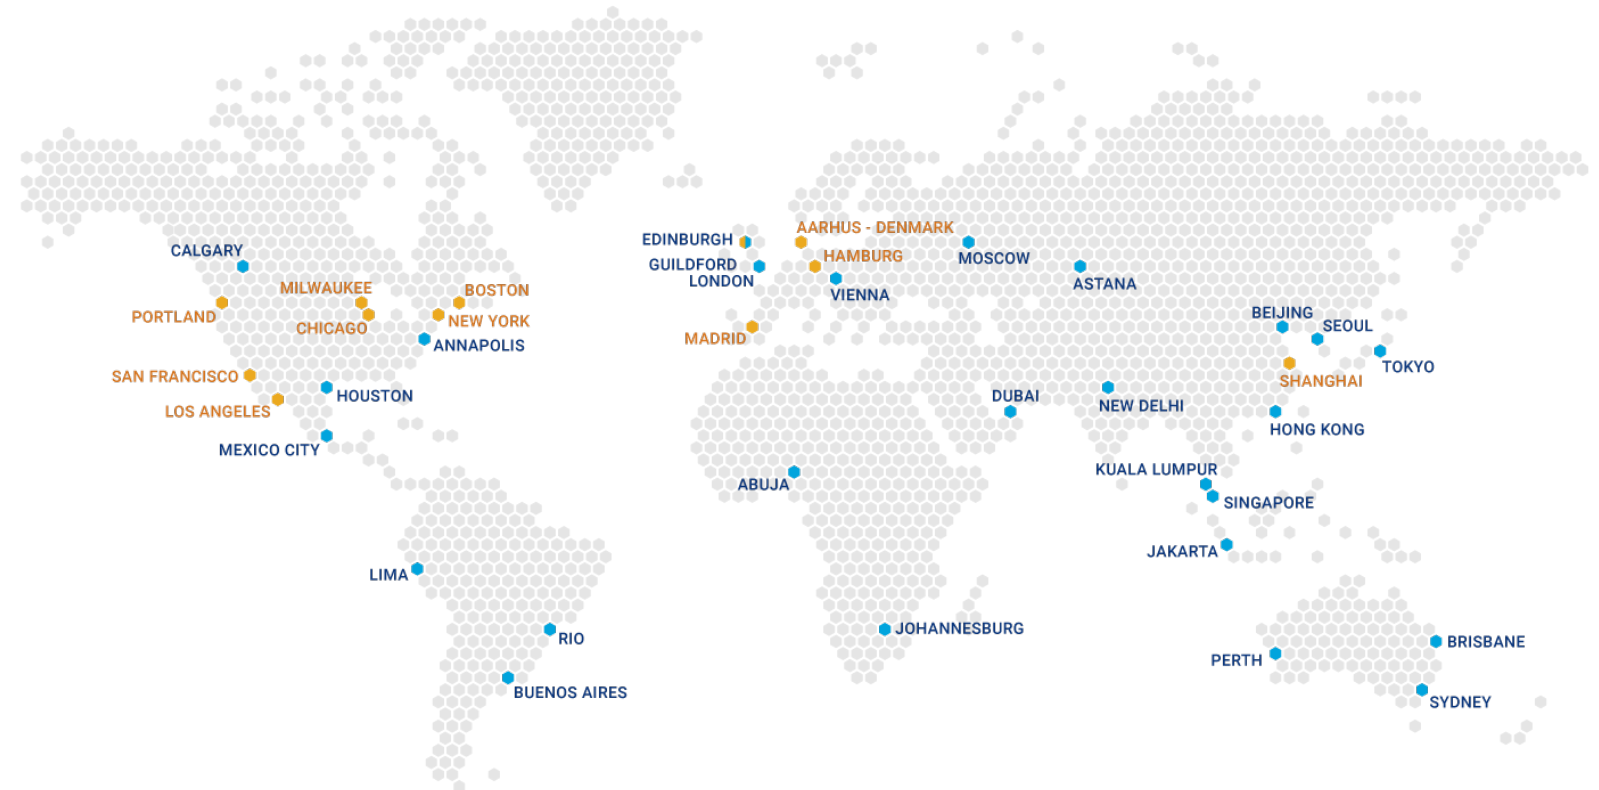 CALGARY
PORTLAND
MILWAUKEE
CHICAGO
BOSTON
NEW YORK
ANNAPOLIS
SAN FRANCISCO
LOS ANGELES
HOUSTON
MEXICO CITY
LIMA
RIO
BUENOS AIRES
EDINBURGH
GUILDFORD
LONDON
AARHUS - DENMARK
HAMBURG
VIENNA
MADRID
MOSCOW
ASTANA
ABUJA
JOHANNESBURG
DUBAI
NEW DELHI
BEIJING
SEOUL
TOKYO
SHANGHAI
HONG KONG
KUALA LUMPUR
SINGAPORE
JAKARTA
PERTH
BRISBANE
SYDNEY